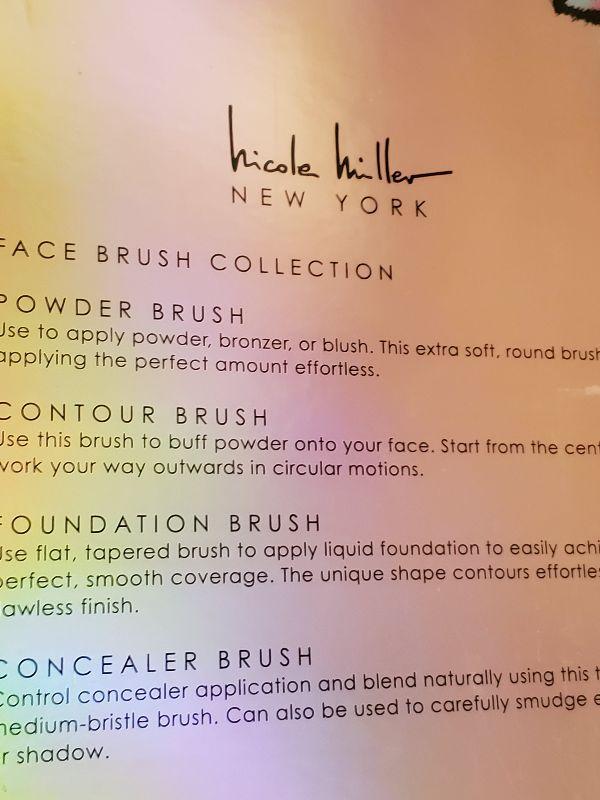 nicole miller
NEW YORK
FACE BRUSH COLLECTION
POWDER BRUSH
Use to apply powder, bronzer, or blush. This extra soft, round brush
applying the perfect amount effortless.
CONTOUR BRUSH
Use this brush to buff powder onto your face. Start from the cent
work your way outwards in circular motions.
FOUNDATION BRUSH
Use flat, tapered brush to apply liquid foundation to easily achi
perfect, smooth coverage. The unique shape contours effortles
lawless finish.
CONCEALER BRUSH
Control concealer application and blend naturally using this t
medium-bristle brush. Can also be used to carefully smudge e
r shadow.